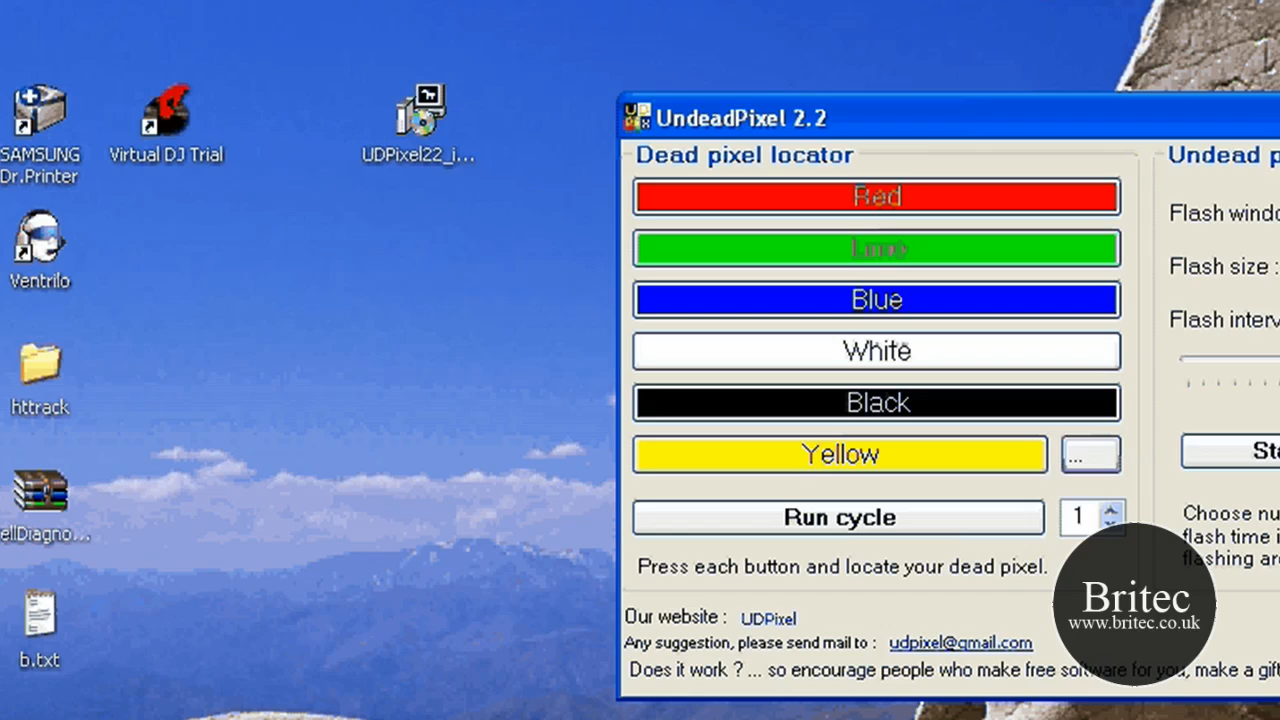 SAMSUNG
Dr.Printer
Virtual DJ Trial
UDPixel22_i...
Ventrilo
httrack
ellDiagno...
b.txt
UndeadPixel 2.2
Dead pixel locator
Red
Lime
Blue
White
Black
Yellow
...
Run cycle
1
Press each button and locate your dead pixel.
Undead p
Flash windo
Flash size :
Flash interv
Sta
Choose nu
flash time i
flashing are
Our website : UDPixel
Any suggestion, please send mail to : udpixel@gmail.com
Does it work ? ... so encourage people who make free software for you, make a gift
Britec
www.britec.co.uk